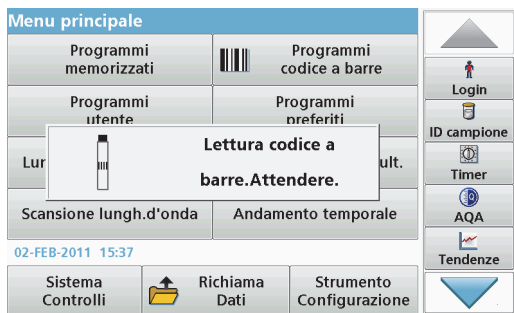 Menu principale
Programmi
memorizzati
Programmi
codice a barre
Programmi
utente
Programmi
preferiti
Lettura codice a
barre.Attendere.
Scansione lungh.d'onda
Andamento temporale
02-FEB-2011 15:37
Sistema
Controlli
Richiama
Dati
Strumento
Configurazione
Login
ID campione
Timer
AQA
Tendenze